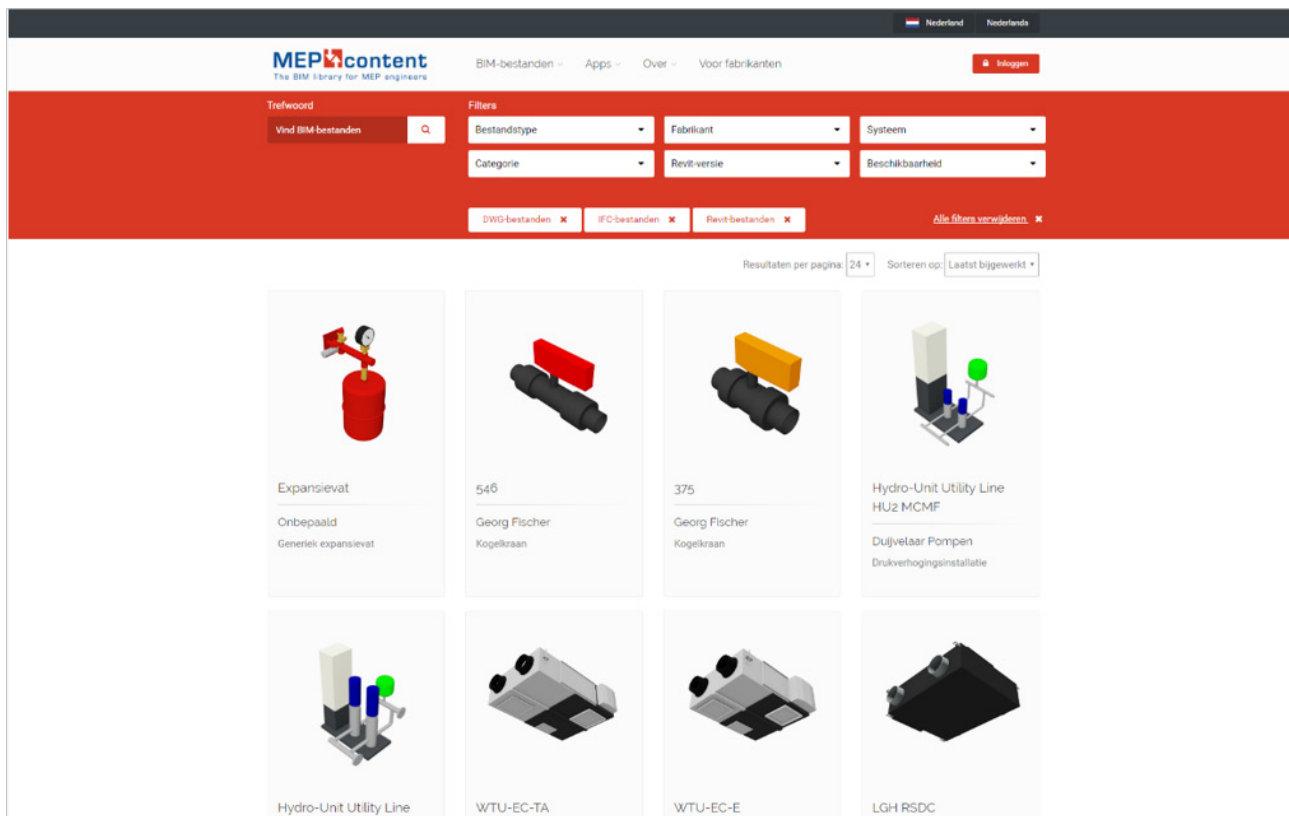 Nederland Nederlands
MEPcontent
The BIM library for MEP engineers
BIM-bestanden Apps Over Voor fabrikanten
Inloggen
Trefwoord
Vind BIM-bestanden
Filters
Bestandstype Fabrikant Systeem
Categorie Revit-versie Beschikbaarheid
DWG-bestanden IFC-bestanden Revit-bestanden Alle filters verwijderen
Resultaten per pagina: 24 Sorteren op: Laatst bijgewerkt
Expansievat
Onbepaald
Generiek expansievat
546
Georg Fischer
Kogelkraan
375
Georg Fischer
Kogelkraan
Hydro-Unit Utility Line
HU2 MCMF
Duijvelaar Pompen
Drukverhogingsinstallatie
Hydro-Unit Utility Line
WTU-EC-TA
WTU-EC-E
LGH RSDC